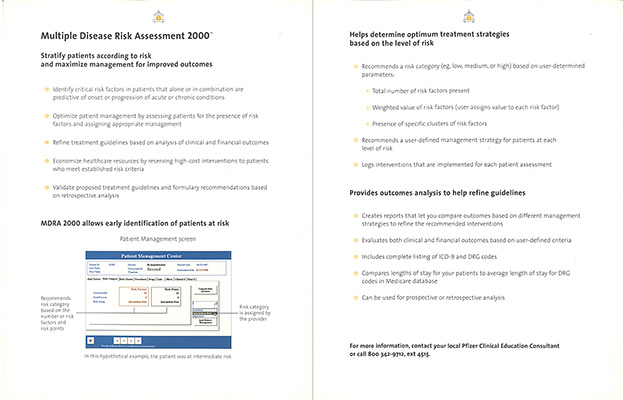 Multiple Disease Risk Assessment 2000™
Stratify patients according to risk
and maximize management for improved outcomes
Identify critical risk factors in patients that alone or in combination are
predictive of onset or progression of acute or chronic conditions
Optimize patient management by assessing patients for the presence of risk
factors and assigning appropriate management
Refine treatment guidelines based on analysis of clinical and financial outcomes
Economize healthcare resources by reserving high-cost interventions to patients
who meet established risk criteria
Validate proposed treatment guidelines and formulary recommendations based
on retrospective analysis
MDRA 2000 allows early identification of patients at risk
Patient Management screen
Patient Management Center
Second
Recommends
risk category
based on the
number or risk
factors and
risk points
Risk category
is assigned by
the provider
In this hypothetical example, the patient was at intermediate risk.
Helps determine optimum treatment strategies
based on the level of risk
Recommends a risk category (eg, low, medium, or high) based on user-determined
parameters:
Total number of risk factors present
Weighted value of risk factors (user assigns value to each risk factor)
Presence of specific clusters of risk factors
Recommends a user-defined management strategy for patients at each
level of risk
Logs interventions that are implemented for each patient assessment
Provides outcomes analysis to help refine guidelines
Creates reports that let you compare outcomes based on different management
strategies to refine the recommended interventions
Evaluates both clinical and financial outcomes based on user-defined criteria
Includes complete listing of ICD-9 and DRG codes
Compares lengths of stay for your patients to average length of stay for DRG
codes in Medicare database
Can be used for prospective or retrospective analysis
For more information, contact your local Pfizer Clinical Education Consultant
or call 800 342-9712, ext 4515.